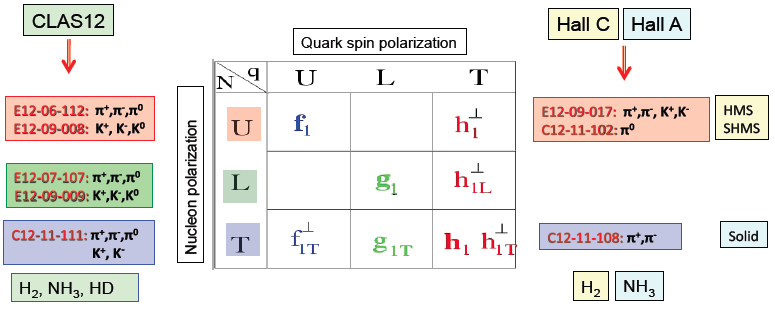 CLAS12
Hall C Hall A
Quark spin polarization
N q U L T
Nucleon polarization
E12-06-112: π⁺,π⁻,π⁰
E12-09-008: K⁺, K⁻,K⁰
U f₁ h₁⊥
E12-09-017: π⁺,π⁻, K⁺,K⁻
C12-11-102: π⁰
HMS
SHMS
E12-07-107: π⁺,π⁻,π⁰
E12-09-009: K⁺,K⁻,K⁰
L g₁ h₁L⊥
C12-11-111: π⁺,π⁻,π⁰
K⁺, K⁻
T f₁T⊥ g₁T h₁ h₁T⊥
C12-11-108: π⁺,π⁻
Solid
H₂, NH₃, HD
H₂ NH₃